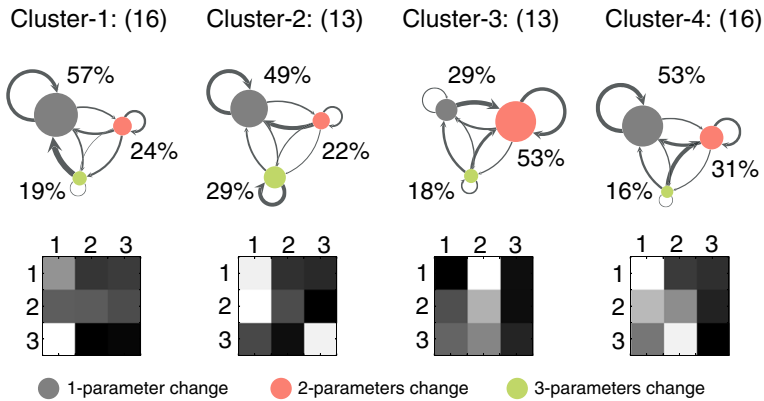 Cluster-1: (16) Cluster-2: (13) Cluster-3: (13) Cluster-4: (16)
57% 49% 29% 53%
24% 22% 53% 31%
19% 29% 18% 16%
1 2 3 1 2 3 1 2 3 1 2 3
1 1 1 1
2 2 2 2
3 3 3 3
1-parameter change 2-parameters change 3-parameters change